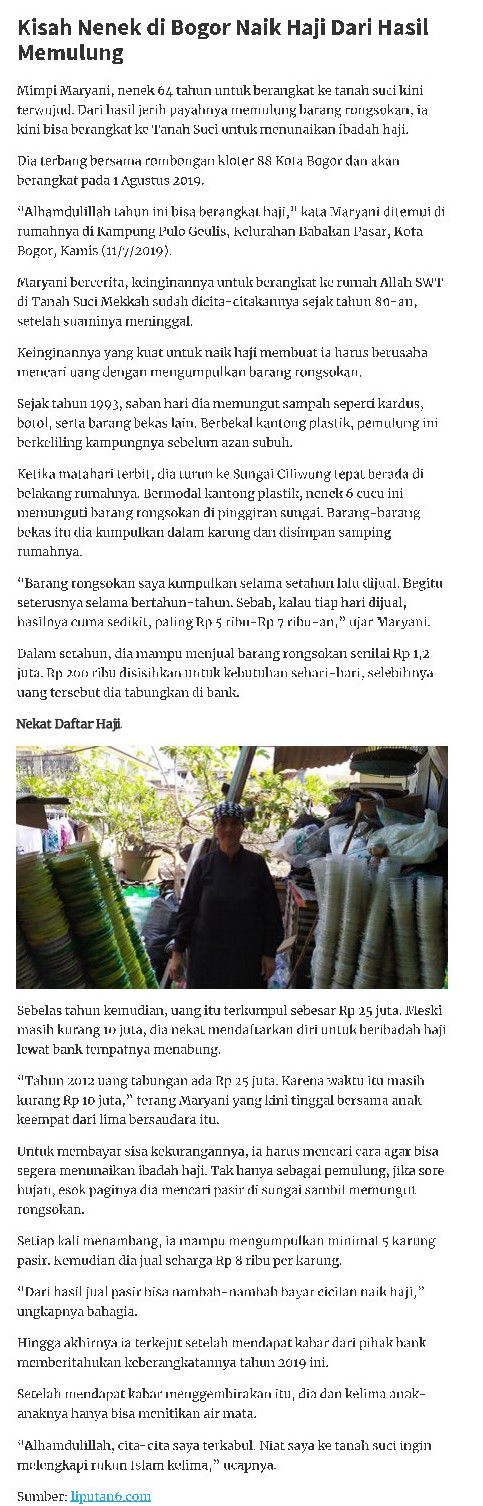 Kisah Nenek di Bogor Naik Haji Dari Hasil
Memulung
Mimpi Maryani, nenek 64 tahun untuk berangkat ke tanah suci kini
terwujud. Dari hasil jerih payahnya memulung barang rongsokan, ia
kini bisa berangkat ke Tanah Suci untuk menunaikan ibadah haji.
Dia terbang bersama rombongan kloter 88 Kota Bogor dan akan
berangkat pada 1 Agustus 2019.
“Alhamdulillah tahun ini bisa berangkat haji,” kata Maryani ditemui di
rumahnya di Kampung Pulo Geulis, Kelurahan Babakan Pasar, Kota
Bogor, Kamis (11/7/2019).
Maryani bercerita, keinginannya untuk berangkat ke rumah Allah SWT
di Tanah Suci Mekkah sudah dicita-citakannya sejak tahun 80-an,
setelah suaminya meninggal.
Keinginannya yang kuat untuk naik haji membuat ia harus berusaha
mencari uang dengan mengumpulkan barang rongsokan.
Sejak tahun 1993, saban hari dia memungut sampah seperti kardus,
botol, serta barang bekas lain. Berbekal kantong plastik, pemulung ini
berkeliling kampungnya sebelum azan subuh.
Ketika matahari terbit, dia turun ke Sungai Ciliwung tepat berada di
belakang rumahnya. Bermodal kantong plastik, nenek 6 cucu ini
memunguti barang rongsokan di pinggiran sungai. Barang-barang
bekas itu dia kumpulkan dalam karung dan disimpan samping
rumahnya.
“Barang rongsokan saya kumpulkan selama setahun lalu dijual. Begitu
seterusnya selama bertahun-tahun. Sebab, kalau tiap hari dijual,
hasilnya cuma sedikit, paling Rp 5 ribu-Rp 7 ribu-an,” ujar Maryani.
Dalam setahun, dia mampu menjual barang rongsokan senilai Rp 1,2
juta. Rp 200 ribu disisihkan untuk kebutuhan sehari-hari, selebihnya
uang tersebut dia tabungkan di bank.
Nekat Daftar Haji
Sebelas tahun kemudian, uang itu terkumpul sebesar Rp 25 juta. Meski
masih kurang 10 juta, dia nekat mendaftarkan diri untuk beribadah haji
lewat bank tempatnya menabung.
“Tahun 2012 uang tabungan ada Rp 25 juta. Karena waktu itu masih
kurang Rp 10 juta,” terang Maryani yang kini tinggal bersama anak
keempat dari lima bersaudara itu.
Untuk membayar sisa kekurangannya, ia harus mencari cara agar bisa
segera menunaikan ibadah haji. Tak hanya sebagai pemulung, jika sore
hujan, esok paginya dia mencari pasir di sungai sambil memungut
rongsokan.
Setiap kali menambang, ia mampu mengumpulkan minimal 5 karung
pasir. Kemudian dia jual seharga Rp 8 ribu per karung.
“Dari hasil jual pasir bisa nambah-nambah bayar cicilan naik haji,”
ungkapnya bahagia.
Hingga akhirnya ia terkejut setelah mendapat kabar dari pihak bank
memberitahukan keberangkatannya tahun 2019 ini.
Setelah mendapat kabar menggembirakan itu, dia dan kelima anak-
anaknya hanya bisa menitikan air mata.
“Alhamdulillah, cita-cita saya terkabul. Niat saya ke tanah suci ingin
melengkapi rukun Islam kelima,” ucapnya.
Sumber: liputan6.com